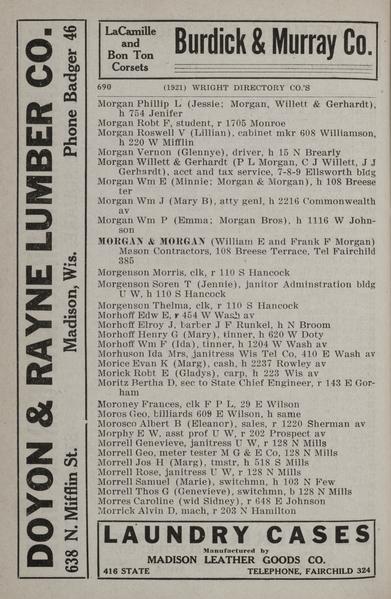 DOYON & RAYNE LUMBER CO.
638 N. Mifflin St. Madison, Wis. Phone Badger 46
LaCamille
and
Bon Ton
Corsets
Burdick & Murray Co.
690 (1921) WRIGHT DIRECTORY CO.'S
Morgan Phillip L (Jessie; Morgan, Willett & Gerhardt),
h 754 Jenifer
Morgan Robt F, student, r 1705 Monroe
Morgan Roswell V (Lillian), cabinet mkr 608 Williamson,
h 220 W Mifflin
Morgan Vernon (Glennye), driver, h 15 N Brearly
Morgan Willett & Gerhardt (P L Morgan, C J Willett, J J
Gerhardt), acct and tax service, 7-8-9 Ellsworth bldg
Morgan Wm E (Minnie; Morgan & Morgan), h 108 Breese
ter
Morgan Wm J (Mary B), atty genl, h 2216 Commonwealth
av
Morgan Wm P (Emma; Morgan Bros), h 1116 W John-
son
MORGAN & MORGAN (William E and Frank F Morgan)
Mason Contractors, 108 Breese Terrace, Tel Fairchild
385
Morgenson Morris, clk, r 110 S Hancock
Morgenson Soren T (Jennie), janitor Adminstration bldg
U W, h 110 S Hancock
Morgenson Thelma, clk, r 110 S Hancock
Morhoff Edw E, r 454 W Wash av
Morhoff Elroy J, barber J F Runkel, h N Broom
Morhoff Henry G (Mary), tinner, h 620 W Doty
Morhoff Wm F (Ida), tinner, h 1204 W Wash av
Morhuson Ida Mrs, janitress Wis Tel Co, 410 E Wash av
Morice Evan K (Marg), cash, h 2237 Rowley av
Morick Robt E (Gladys), carp, h 223 Wis av
Moritz Bertha D, sec to State Chief Engineer, r 143 E Gor-
ham
Moroney Frances, clk F P L, 29 E Wilson
Moros Geo, billiards 609 E Wilson, h same
Morosco Albert B (Eleanor), sales, r 1220 Sherman av
Morphy E W, asst prof U W, r 202 Prospect av
Morrell Genevieve, janitress U W, r 128 N Mills
Morrell Geo, meter tester M G & E Co, 128 N Mills
Morrell Jos H (Marg), tmstr, h 518 S Mills
Morrell Rose, janitress U W, r 128 N Mills
Morrell Samuel (Marie), switchmn, h 103 N Few
Morrell Thos G (Genevieve), switchmn, b 128 N Mills
Morres Caroline (wid Sidney), r 648 E Johnson
Morrick Alvin D, mach, r 203 N Hamilton
LAUNDRY CASES
Manufactured by
MADISON LEATHER GOODS CO.
416 STATE TELEPHONE, FAIRCHILD 324